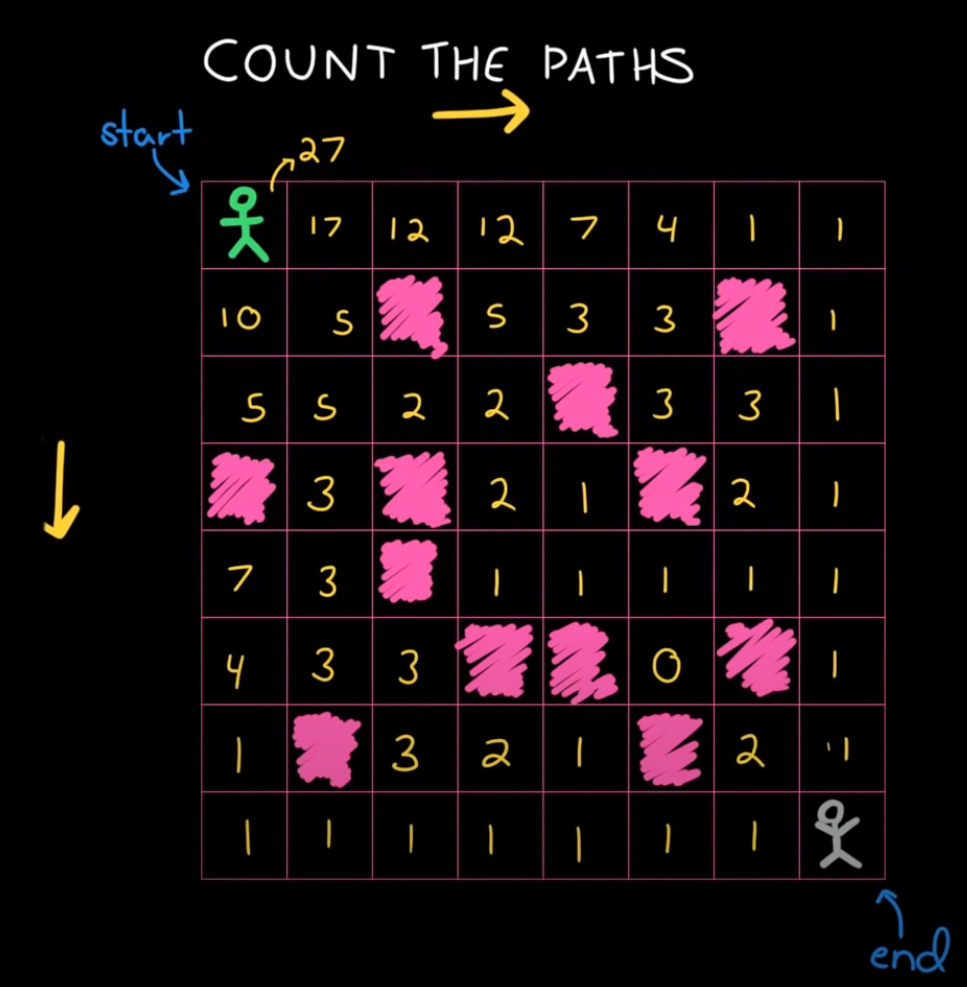 COUNT THE PATHS
start
27
17 12 12 7 4 1 1
10 5 5 3 3 1
5 5 2 2 3 3 1
3 2 1 2 1
7 3 1 1 1 1 1
4 3 3 0 1
1 3 2 1 2 1
1 1 1 1 1 1 1
end